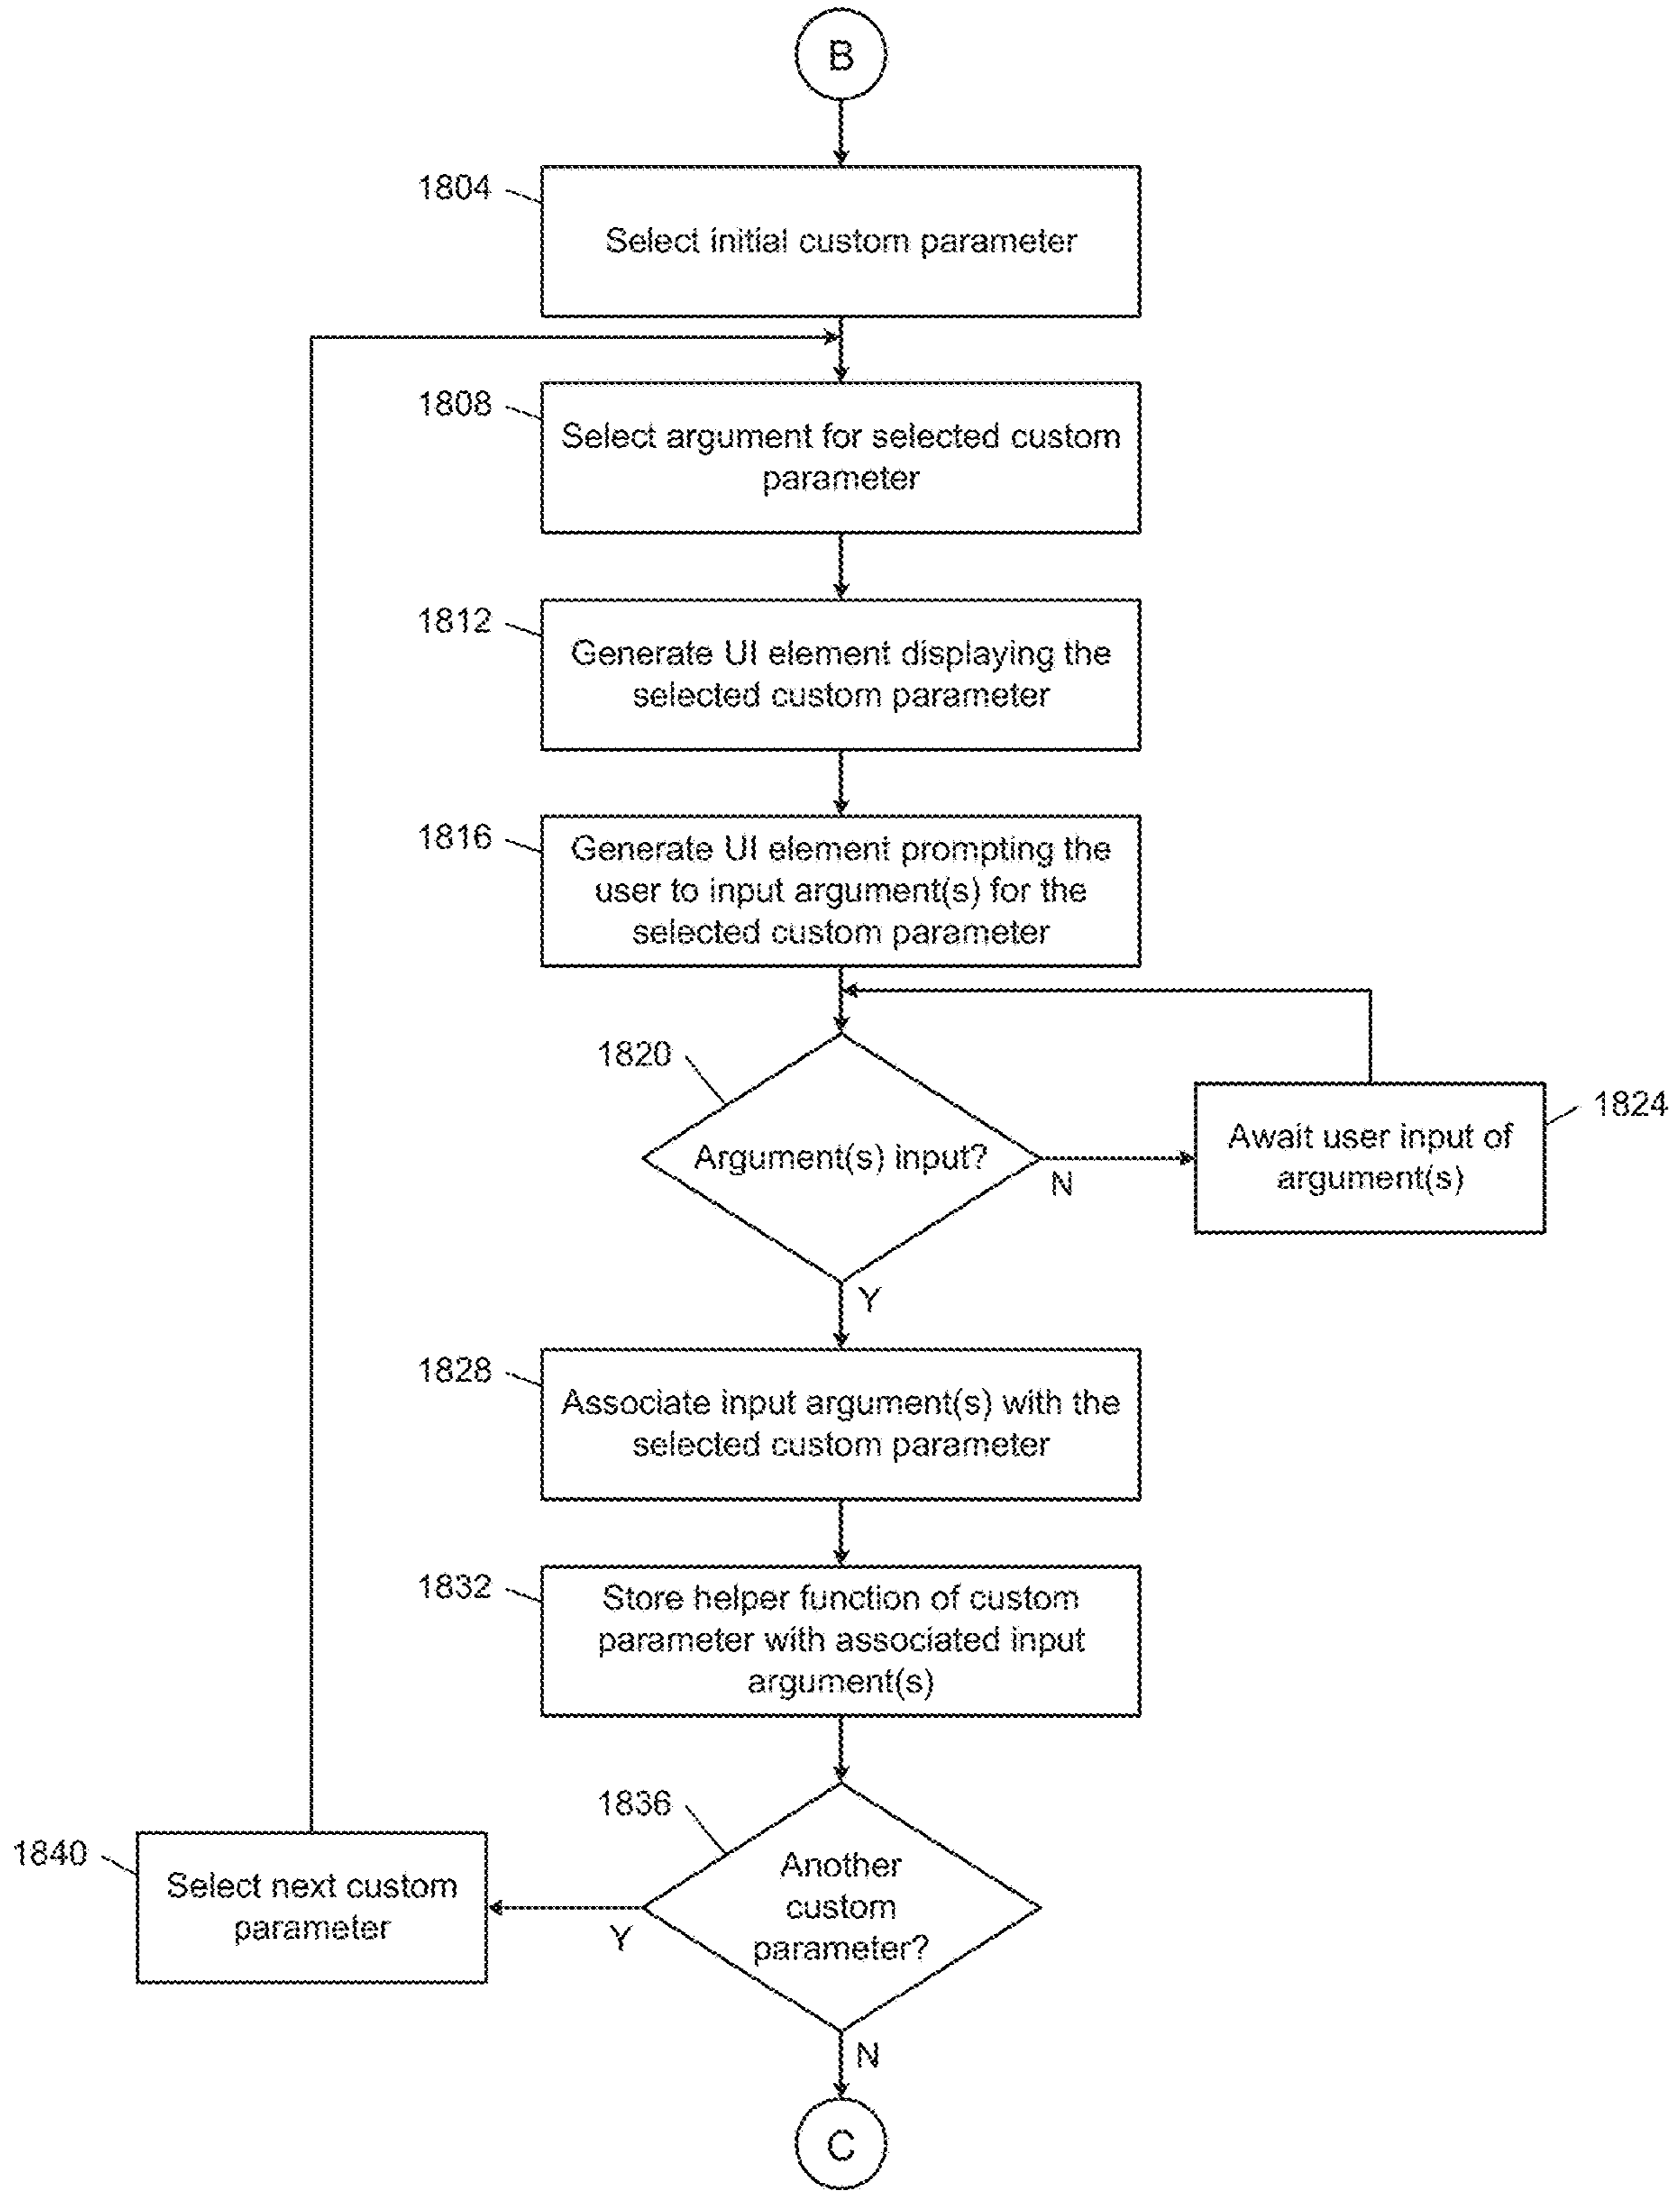 B
1804
Select initial custom parameter
1808
Select argument for selected custom
parameter
1812
Generate UI element displaying the
selected custom parameter
1816
Generate UI element prompting the
user to input argument(s) for the
selected custom parameter
1820
Argument(s) input?
N
1824
Await user input of
argument(s)
Y
1828
Associate input argument(s) with the
selected custom parameter
1832
Store helper function of custom
parameter with associated input
argument(s)
1836
Another
custom
parameter?
Y
1840
Select next custom
parameter
N
C